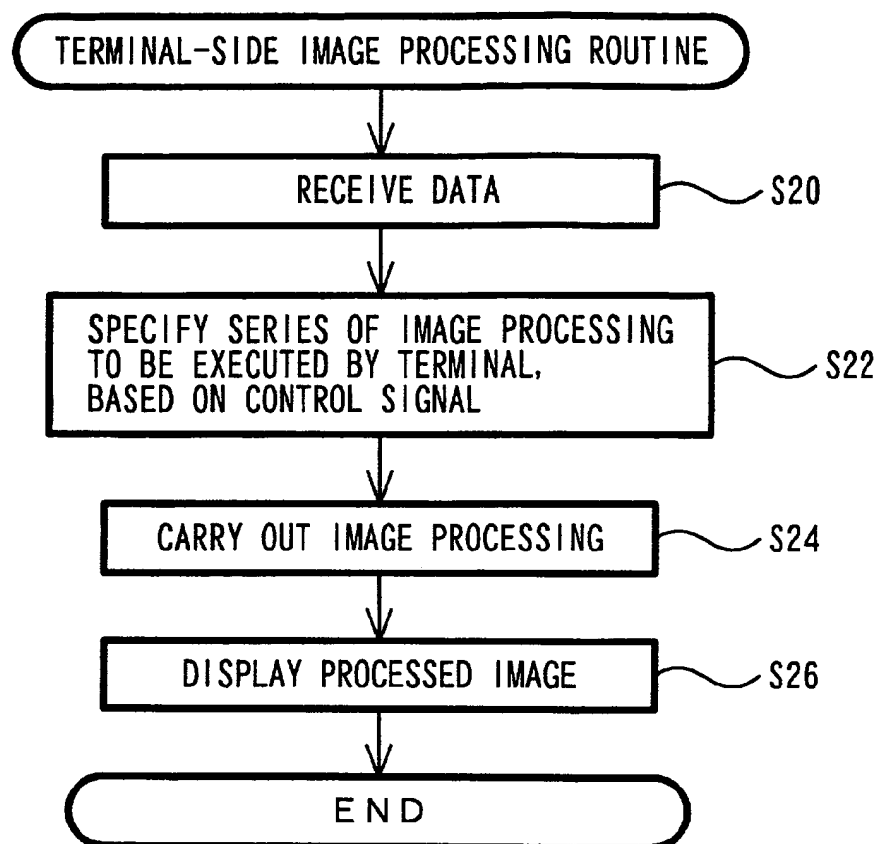 TERMINAL-SIDE IMAGE PROCESSING ROUTINE
RECEIVE DATA
S20
SPECIFY SERIES OF IMAGE PROCESSING
TO BE EXECUTED BY TERMINAL,
BASED ON CONTROL SIGNAL
S22
CARRY OUT IMAGE PROCESSING
S24
DISPLAY PROCESSED IMAGE
S26
END